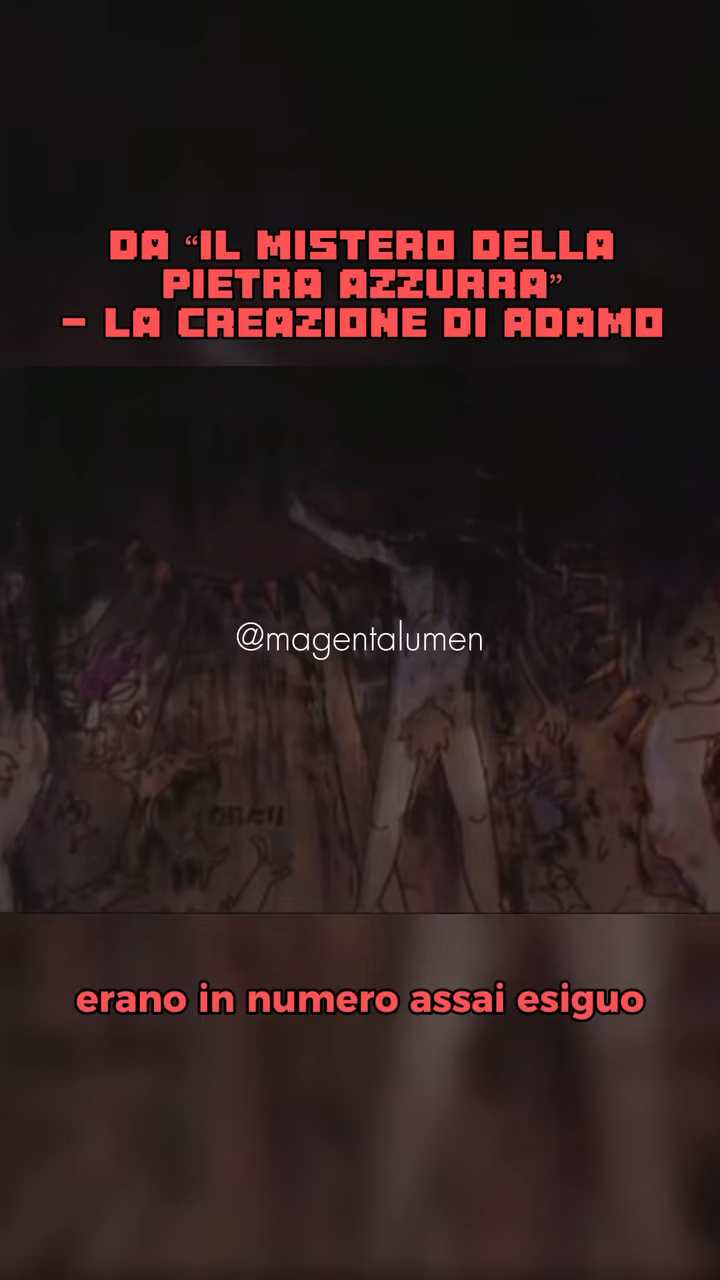 DA “IL MISTERO DELLA
PIETRA AZZURRA”
- LA CREAZIONE DI ADAMO
@magentalumen
erano in numero assai esiguo